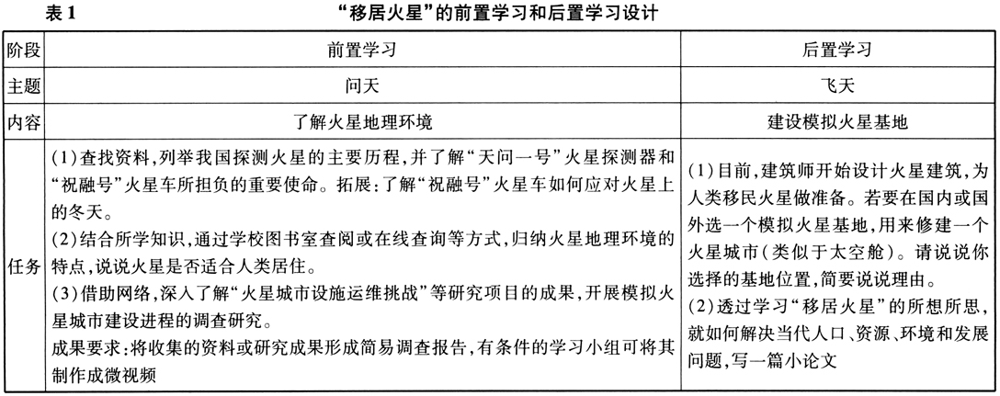 表1 “移居火星”的前置学习和后置学习设计
阶段 前置学习 后置学习
主题 问天 飞天
内容 了解火星地理环境 建设模拟火星基地
任务
(1)查找资料,列举我国探测火星的主要历程,并了解“天问一号”火星探测器和
“祝融号”火星车所担负的重要使命。拓展:了解“祝融号”火星车如何应对火星上
的冬天。
(2)结合所学知识,通过学校图书室查阅或在线查询等方式,归纳火星地理环境的
特点,说说火星是否适合人类居住。
(3)借助网络,深入了解“火星城市设施运维挑战”等研究项目的成果,开展模拟火
星城市建设进程的调查研究。
成果要求:将收集的资料或研究成果形成简易调查报告,有条件的学习小组可将其
制作成微视频
(1)目前,建筑师开始设计火星建筑,为
人类移民火星做准备。若要在国内或国
外选一个模拟火星基地,用来修建一个
火星城市(类似于太空舱)。请说说你
选择的基地位置,简要说说理由。
(2)透过学习“移居火星”的所想所思,
就如何解决当代人口、资源、环境和发展
问题,写一篇小论文